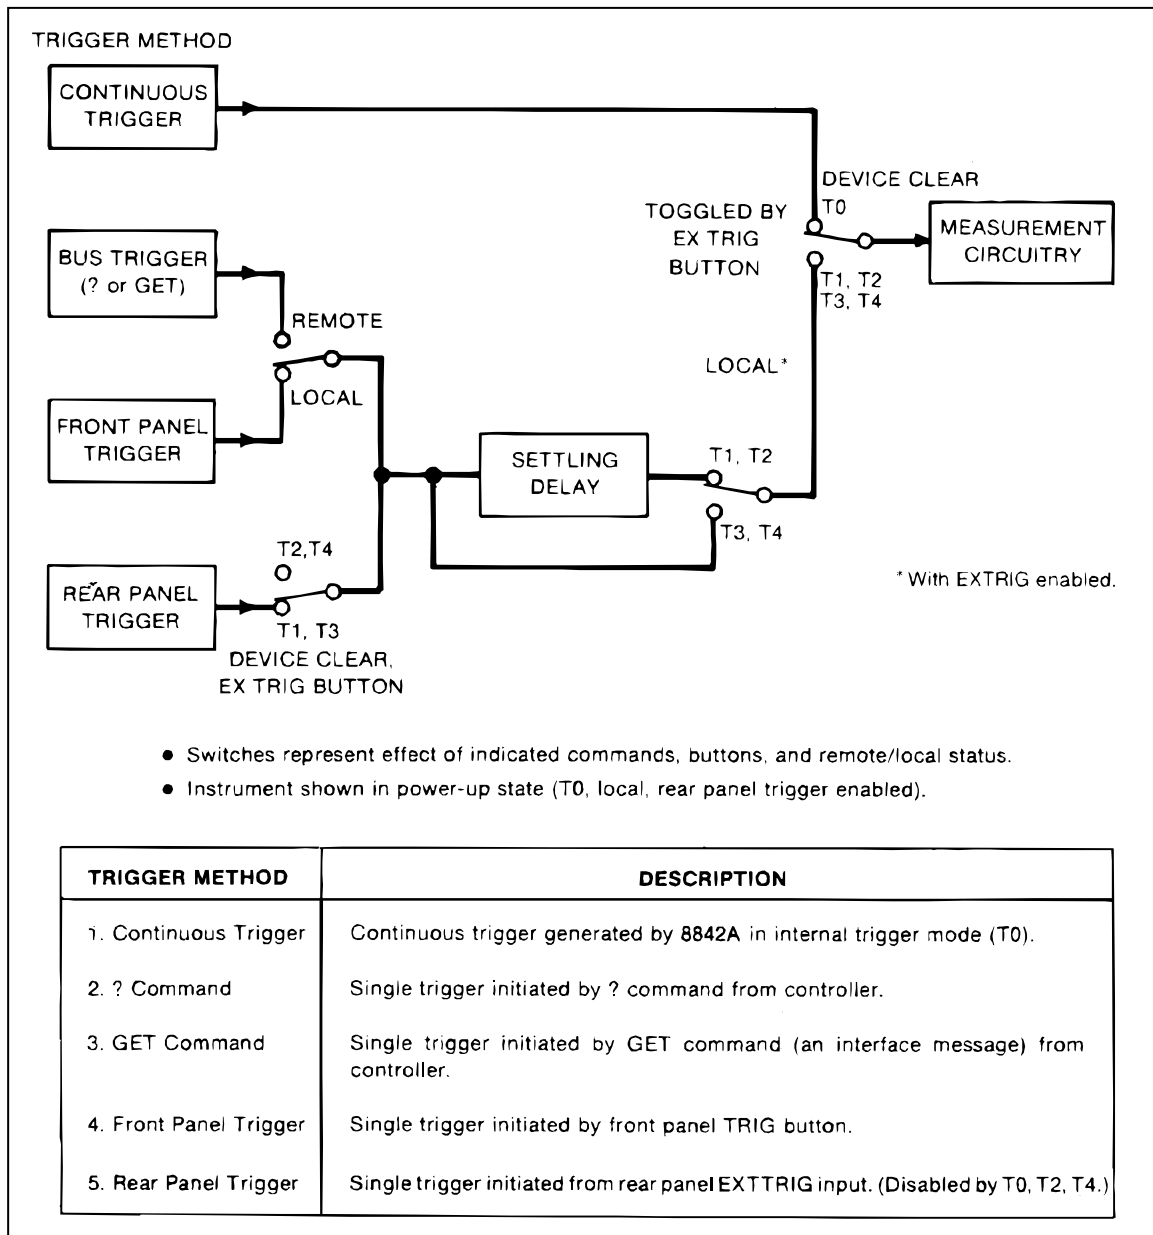 TRIGGER METHOD
CONTINUOUS
TRIGGER
DEVICE CLEAR
T0
TOGGLED BY
EX TRIG
BUTTON
MEASUREMENT
CIRCUITRY
T1, T2
T3, T4
BUS TRIGGER
(? or GET)
REMOTE
LOCAL
LOCAL*
FRONT PANEL
TRIGGER
SETTLING
DELAY
T1, T2
T3, T4
T2,T4
REAR PANEL
TRIGGER
T1, T3
DEVICE CLEAR,
EX TRIG BUTTON
* With EXTRIG enabled.
● Switches represent effect of indicated commands, buttons, and remote/local status.
● Instrument shown in power-up state (T0, local, rear panel trigger enabled).
TRIGGER METHOD DESCRIPTION
1. Continuous Trigger Continuous trigger generated by 8842A in internal trigger mode (T0).
2. ? Command Single trigger initiated by ? command from controller.
3. GET Command Single trigger initiated by GET command (an interface message) from
controller.
4. Front Panel Trigger Single trigger initiated by front panel TRIG button.
5. Rear Panel Trigger Single trigger initiated from rear panel EXTTRIG input. (Disabled by T0, T2, T4.)